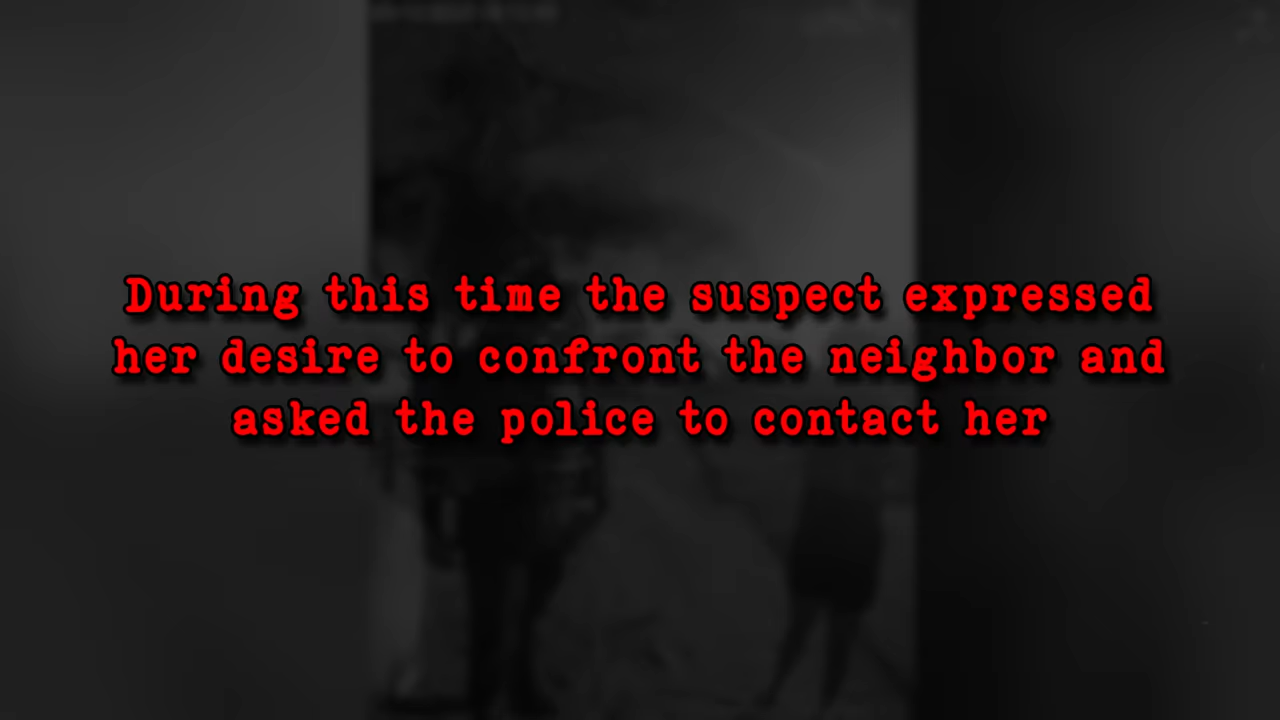 During this time the suspect expressed
her desire to confront the neighbor and
asked the police to contact her